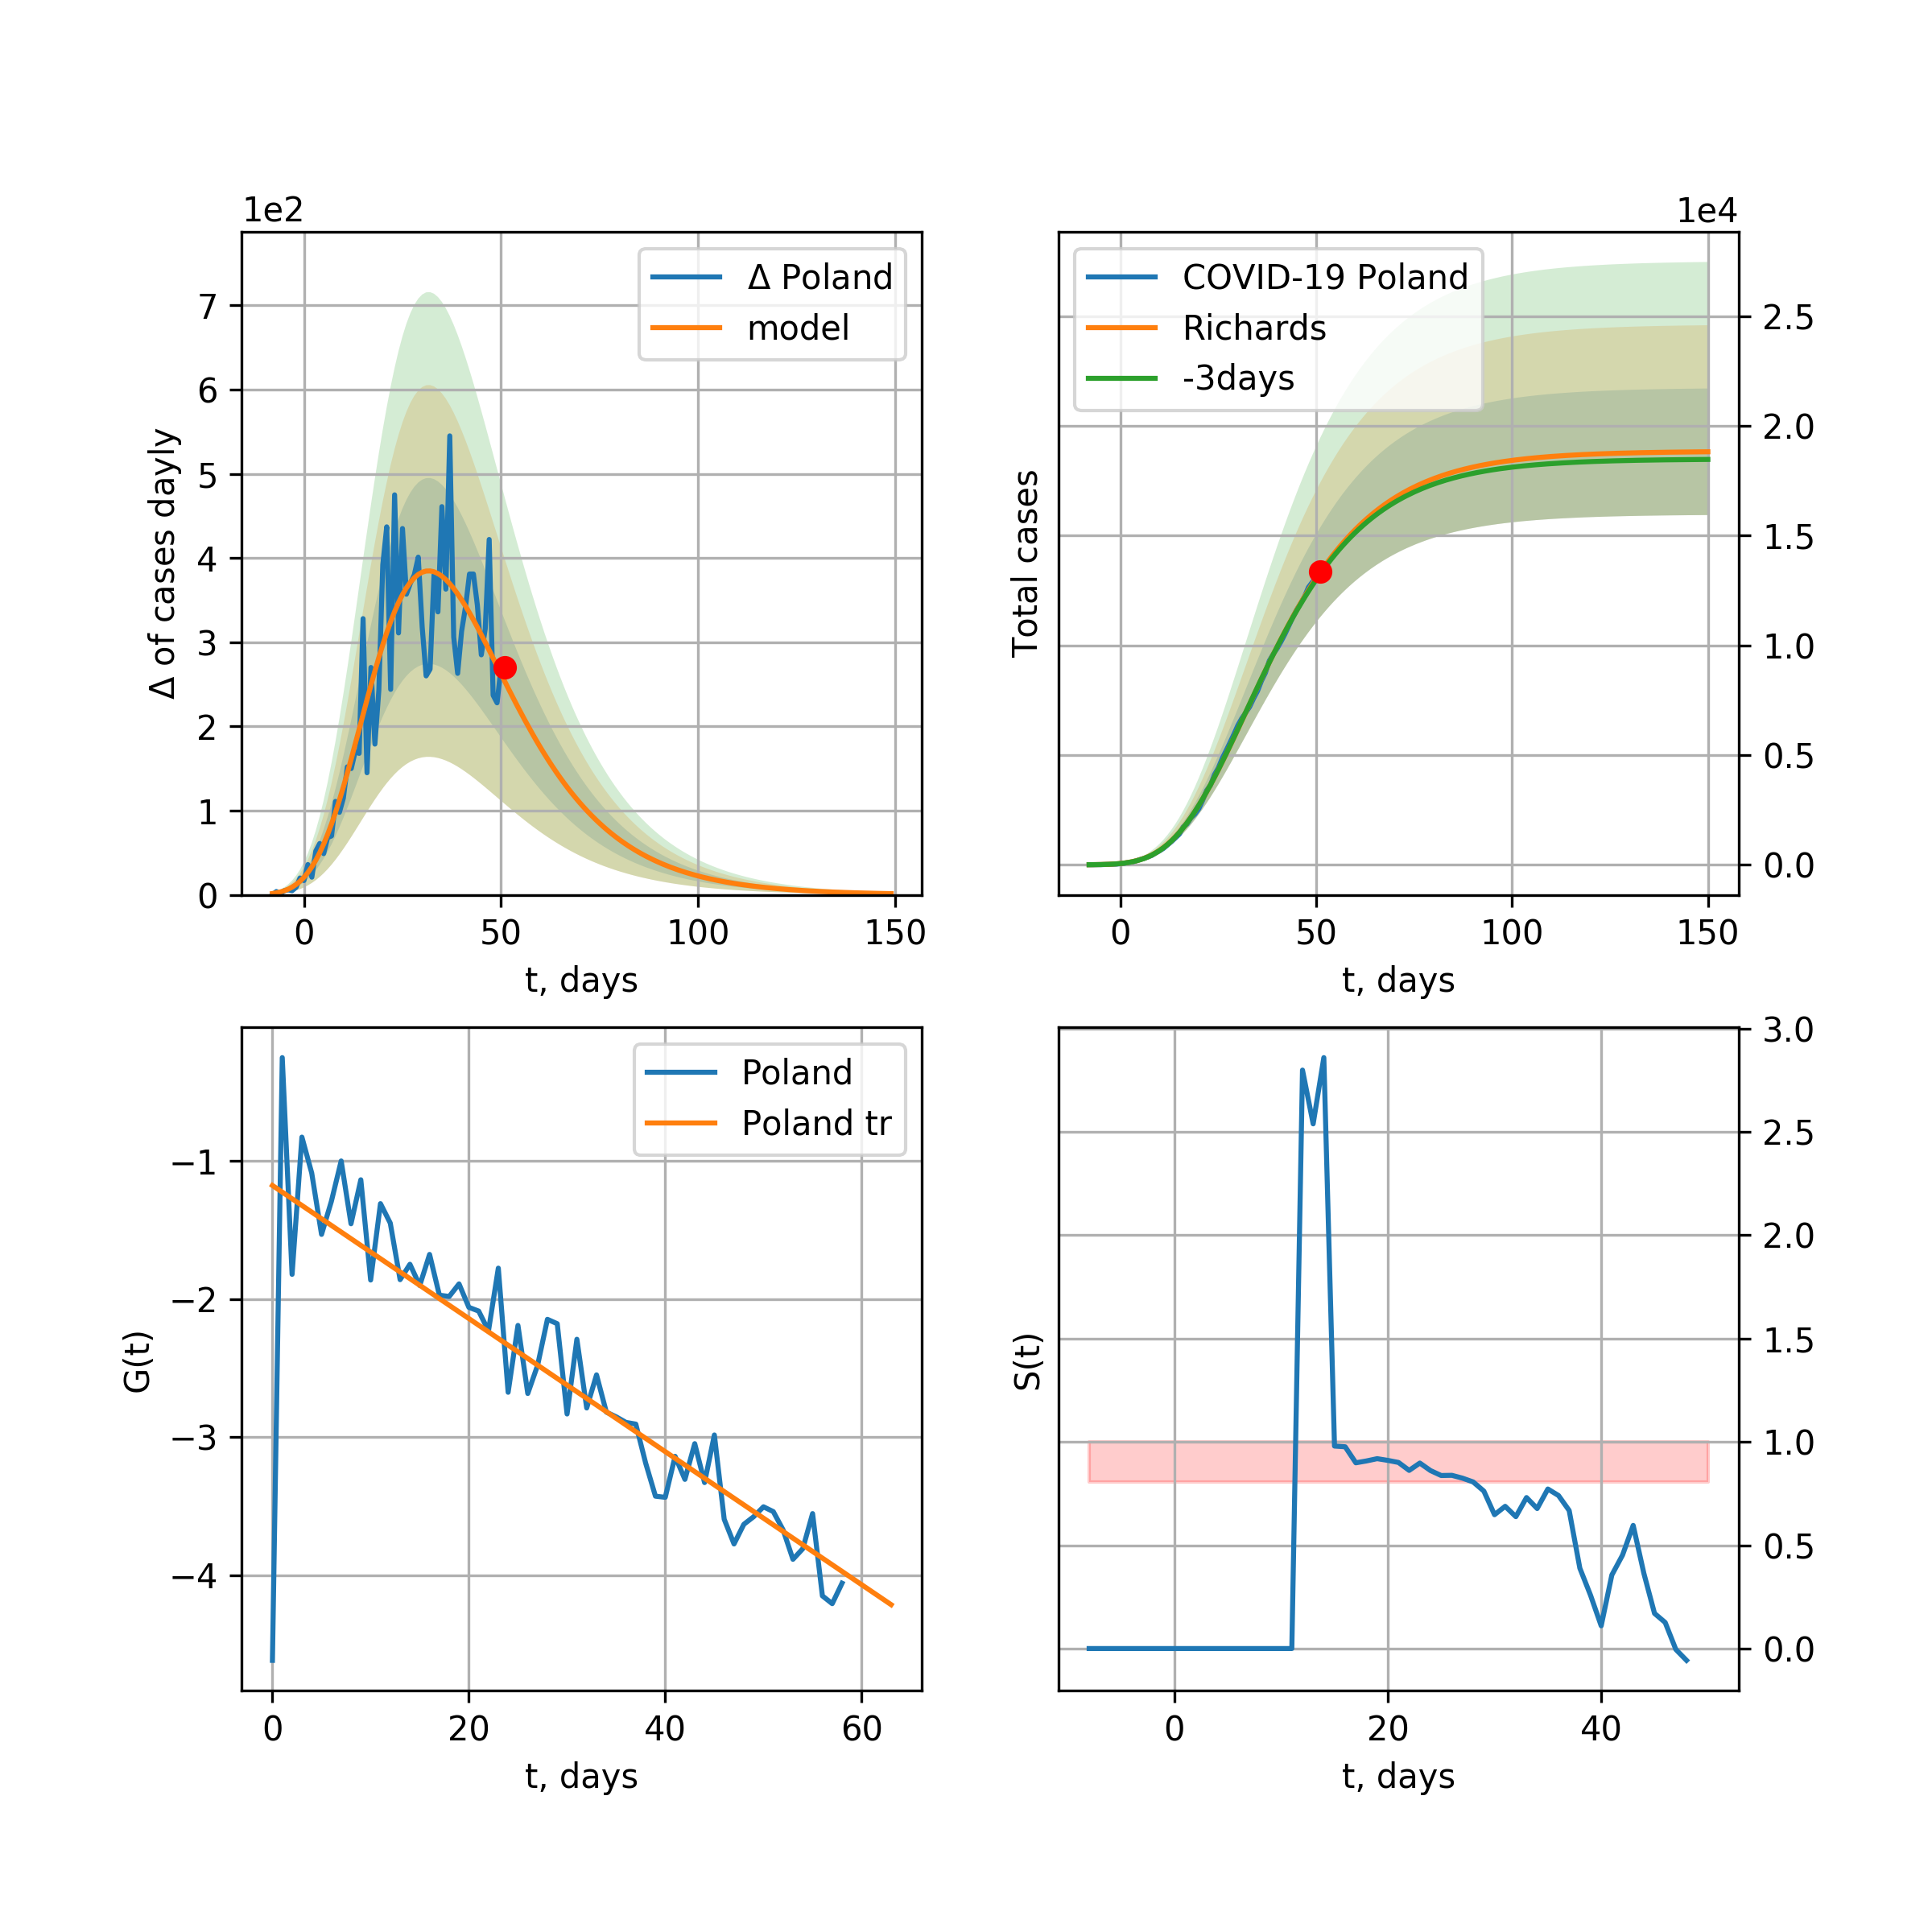 1e2
Δ Poland
model
7
6
5
4
3
2
1
0
Δ of cases dayly
0 50 100 150
t, days
1e4
COVID-19 Poland
Richards
-3days
2.5
2.0
1.5
1.0
0.5
0.0
Total cases
0 50 100 150
t, days
Poland
Poland tr
−1
−2
−3
−4
G(t)
0 20 40 60
t, days
3.0
2.5
2.0
1.5
1.0
0.5
0.0
S(t)
0 20 40
t, days